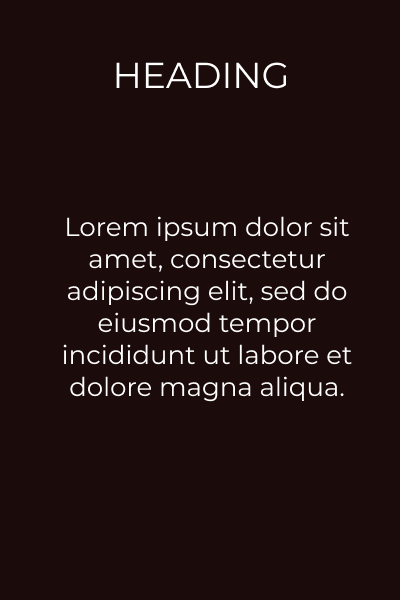 HEADING
Lorem ipsum dolor sit
amet, consectetur
adipiscing elit, sed do
eiusmod tempor
incididunt ut labore et
dolore magna aliqua.